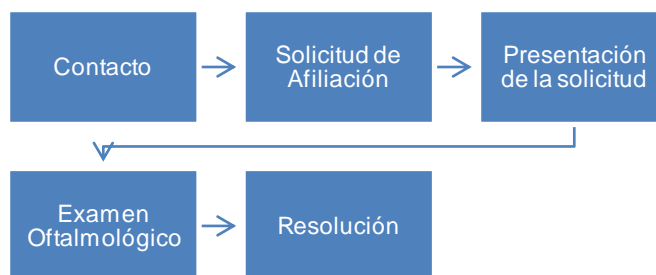 Contacto
Solicitud de
Afiliación
Presentación
de la solicitud
Examen
Oftalmológico
Resolución